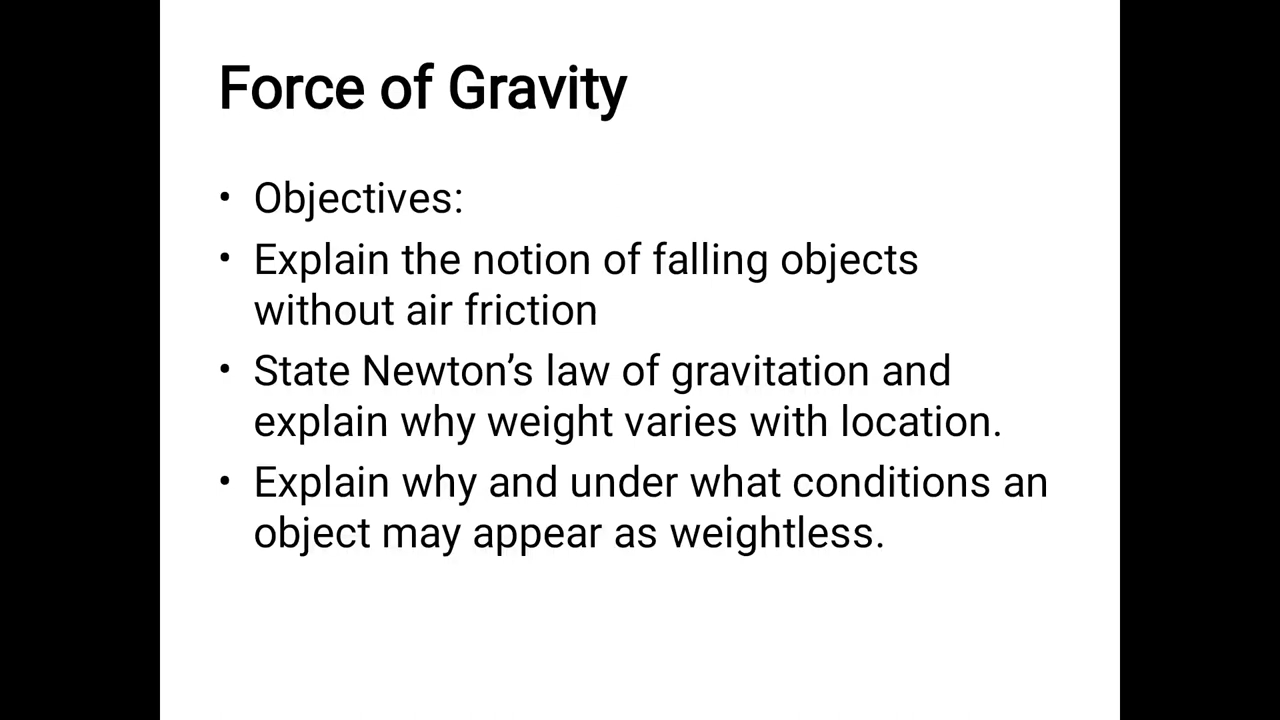 Force of Gravity
• Objectives:
• Explain the notion of falling objects
without air friction
• State Newton’s law of gravitation and
explain why weight varies with location.
• Explain why and under what conditions an
object may appear as weightless.